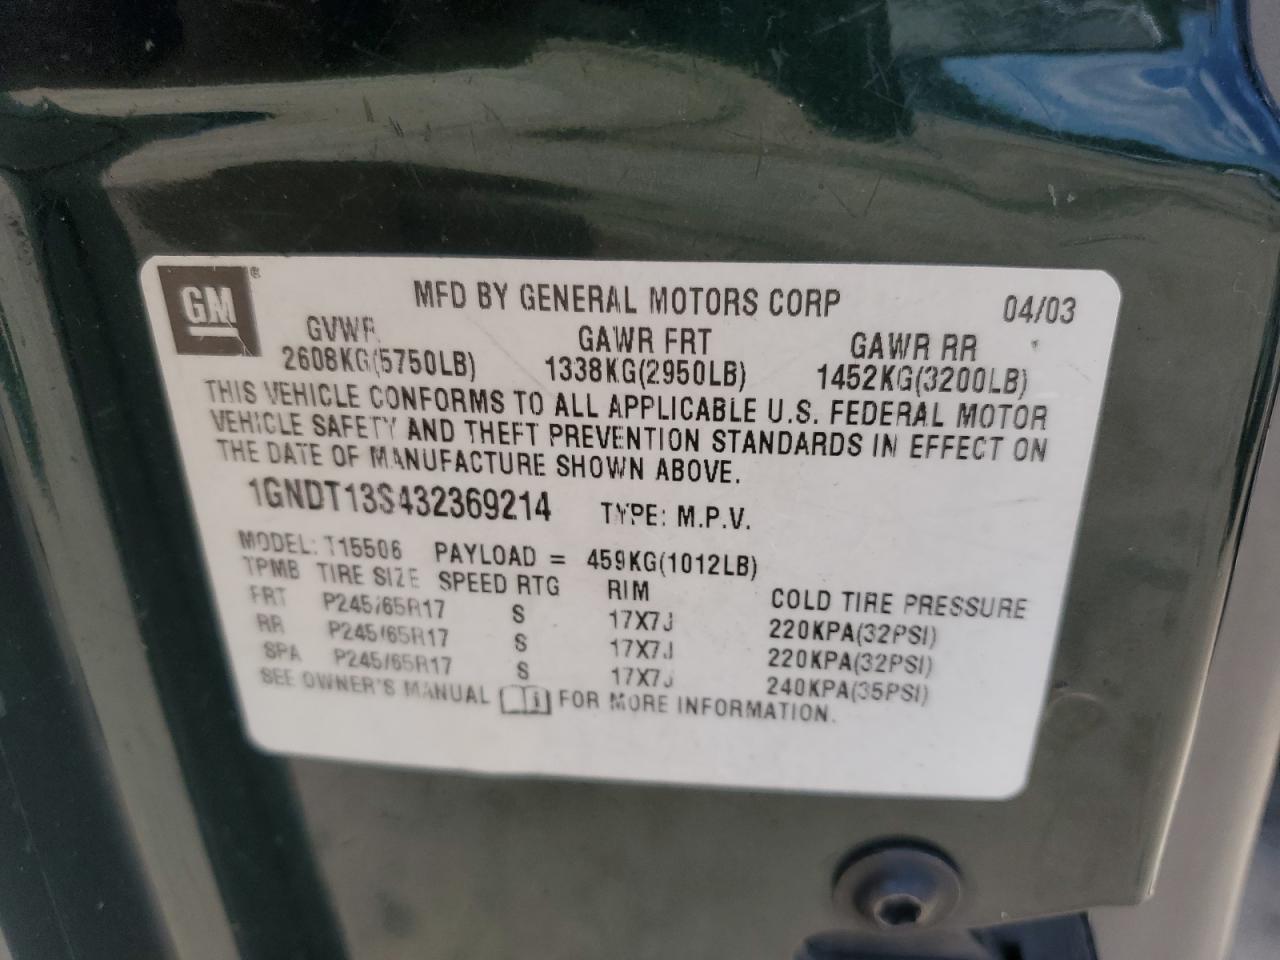 GM®
MFD BY GENERAL MOTORS CORP 04/03
GVWR GAWR FRT GAWR RR
2608KG(5750LB) 1338KG(2950LB) 1452KG(3200LB)
THIS VEHICLE CONFORMS TO ALL APPLICABLE U.S. FEDERAL MOTOR
VEHICLE SAFETY AND THEFT PREVENTION STANDARDS IN EFFECT ON
THE DATE OF MANUFACTURE SHOWN ABOVE.
1GNDT13S432369214 TYPE: M.P.V.
MODEL: T15506 PAYLOAD = 459KG(1012LB)
TPMB TIRE SIZE SPEED RTG RIM COLD TIRE PRESSURE
FRT P245/65R17 S 17X7J 220KPA(32PSI)
RR P245/65R17 S 17X7J 220KPA(32PSI)
SPA P245/65R17 S 17X7J 240KPA(35PSI)
SEE OWNER'S MANUAL i FOR MORE INFORMATION.